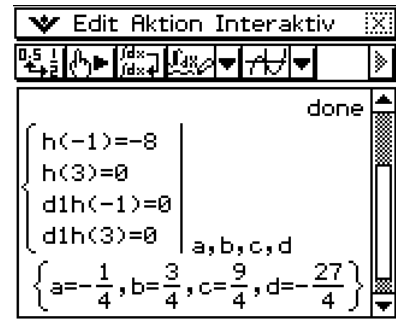 Edit Aktion Interaktiv
done
h(-1)=-8
h(3)=0
d1h(-1)=0
d1h(3)=0
a,b,c,d
{a=-1/4,b=3/4,c=9/4,d=-27/4}